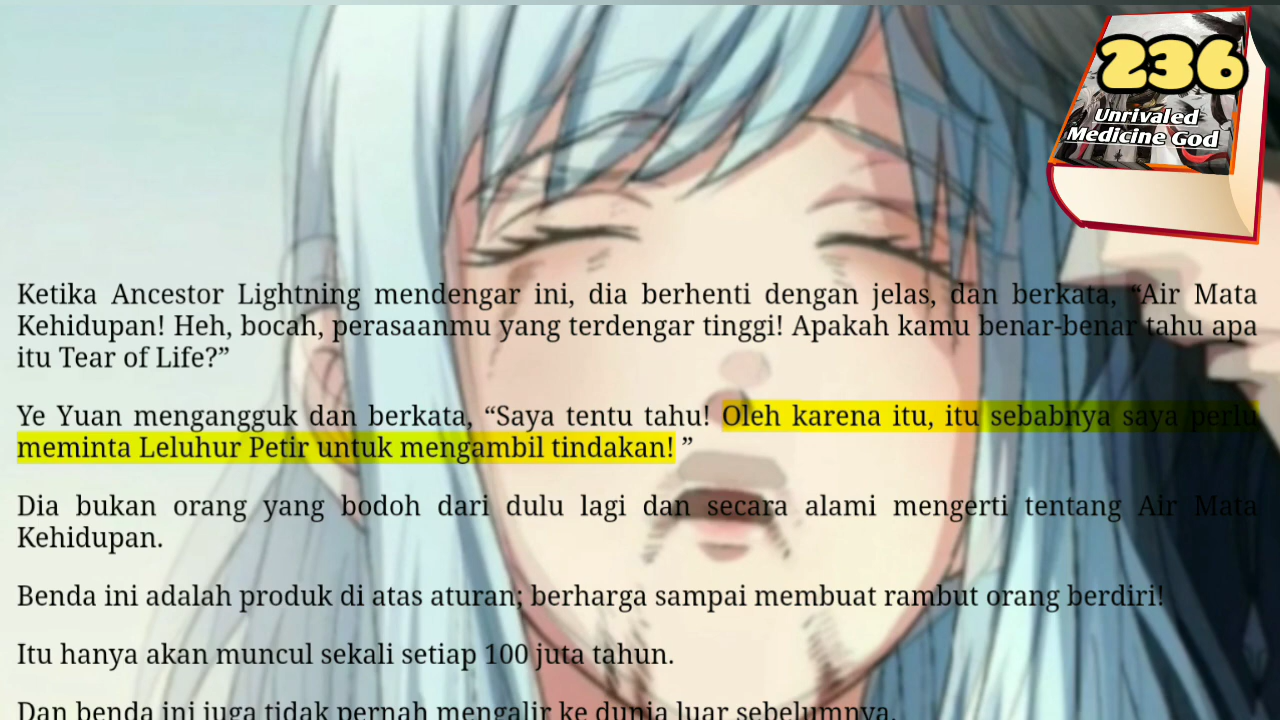 236
Unrivaled
Medicine God
Ketika Ancestor Lightning mendengar ini, dia berhenti dengan jelas, dan berkata, “Air Mata
Kehidupan! Heh, bocah, perasaanmu yang terdengar tinggi! Apakah kamu benar-benar tahu apa
itu Tear of Life?”
Ye Yuan mengangguk dan berkata, “Saya tentu tahu! Oleh karena itu, itu sebabnya saya perlu
meminta Leluhur Petir untuk mengambil tindakan! ”
Dia bukan orang yang bodoh dari dulu lagi dan secara alami mengerti tentang Air Mata
Kehidupan.
Benda ini adalah produk di atas aturan; berharga sampai membuat rambut orang berdiri!
Itu hanya akan muncul sekali setiap 100 juta tahun.
Dan benda ini juga tidak pernah mengalir ke dunia luar sebelumnya.